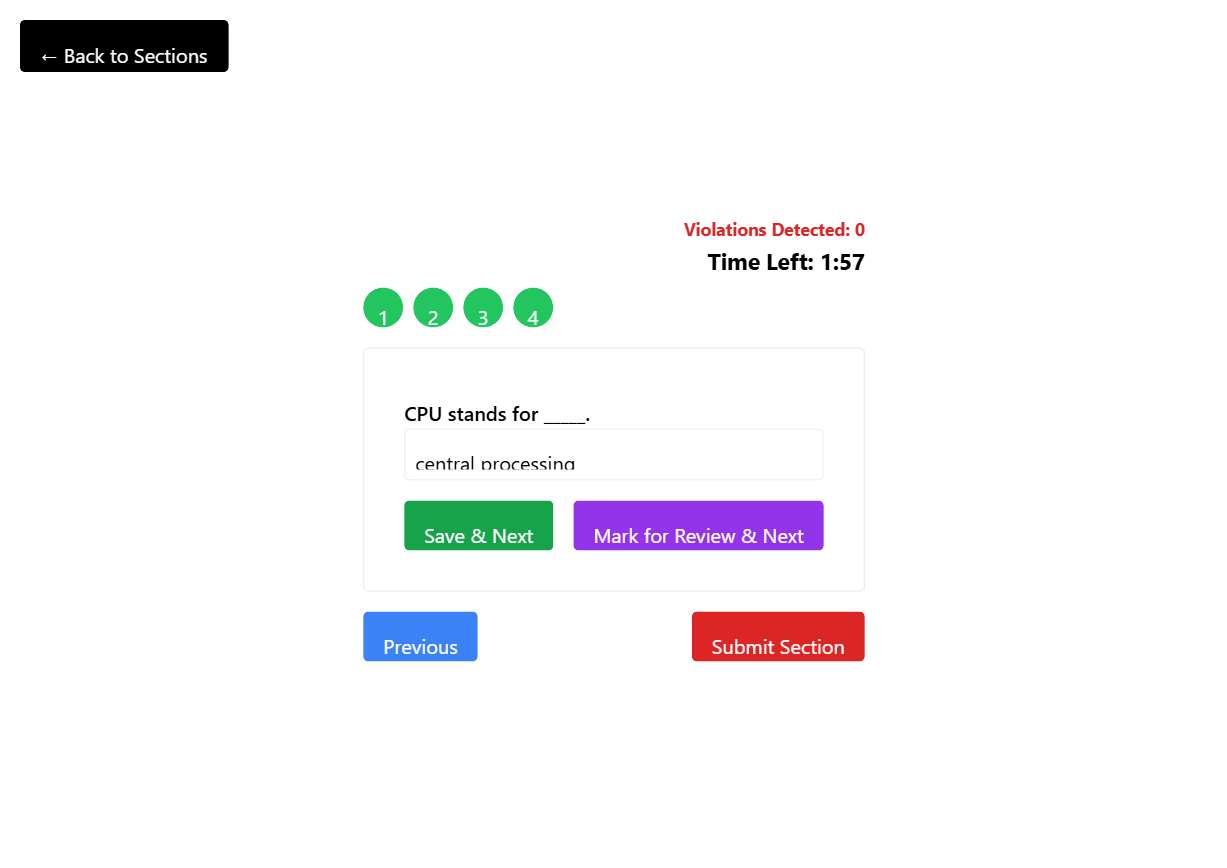 ← Back to Sections
Violations Detected: 0
Time Left: 1:57
1 2 3 4
CPU stands for _____.
central processing
Save & Next Mark for Review & Next
Previous Submit Section